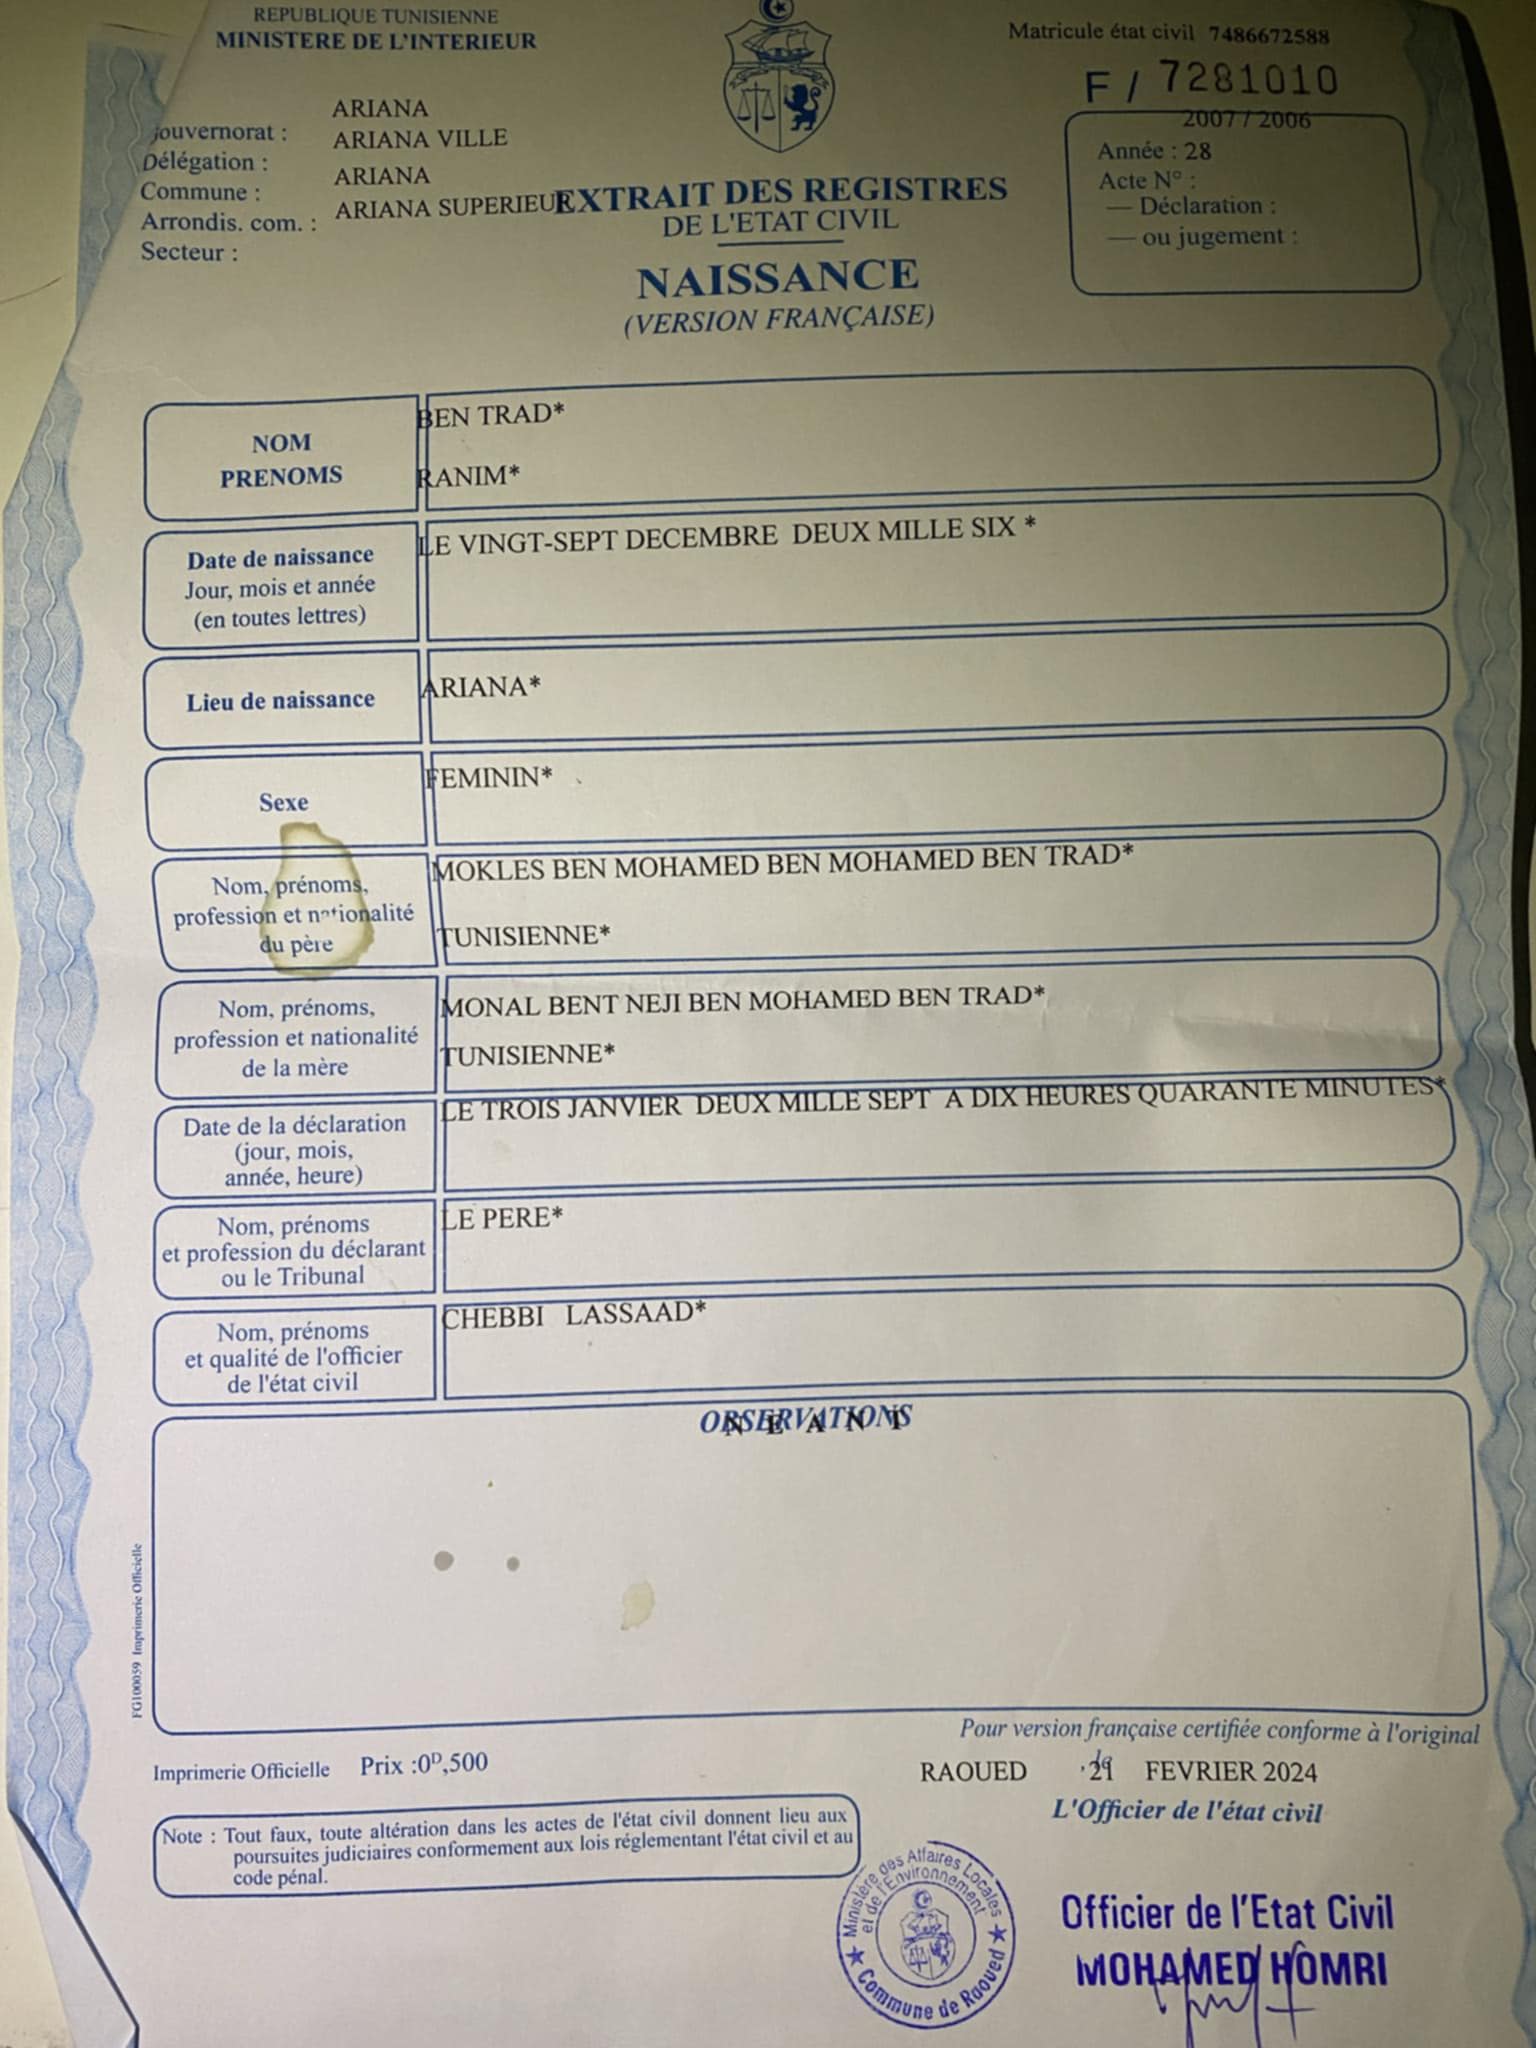 REPUBLIQUE TUNISIENNE
MINISTERE DE L'INTERIEUR
Matricule état civil 7486672588
F / 7281010
2007 / 2006
Année : 28
Acte N° :
— Déclaration :
— ou jugement :
ARIANA
Gouvernorat : ARIANA VILLE
Délégation :
Commune : ARIANA
Arrondis. com. : ARIANA SUPERIEUR
Secteur :
EXTRAIT DES REGISTRES
DE L'ETAT CIVIL
NAISSANCE
(VERSION FRANÇAISE)
NOM
PRENOMS
BEN TRAD*
RANIM*
Date de naissance
Jour, mois et année
(en toutes lettres)
LE VINGT-SEPT DECEMBRE DEUX MILLE SIX *
Lieu de naissance
ARIANA*
Sexe
FEMININ*
Nom, prénoms,
profession et nationalité
du père
MOKLES BEN MOHAMED BEN MOHAMED BEN TRAD*
TUNISIENNE*
Nom, prénoms,
profession et nationalité
de la mère
MONAL BENT NEJI BEN MOHAMED BEN TRAD*
TUNISIENNE*
Date de la déclaration
(jour, mois,
année, heure)
LE TROIS JANVIER DEUX MILLE SEPT A DIX HEURES QUARANTE MINUTES*
Nom, prénoms
et profession du déclarant
ou le Tribunal
LE PERE*
Nom, prénoms
et qualité de l'officier
de l'état civil
CHEBBI LASSAAD*
OBSERVATIONS
N E A N T
FG100059 Imprimerie Officielle
Pour version française certifiée conforme à l'original
Imprimerie Officielle Prix :0ᴰ,500
RAOUED , le 21 FEVRIER 2024
L'Officier de l'état civil
Note : Tout faux, toute altération dans les actes de l'état civil donnent lieu aux
poursuites judiciaires conformement aux lois réglementant l'état civil et au
code pénal.
Ministère des Affaires Locales
et de l'Environnement
★ Commune de Raoued ★
Officier de l'Etat Civil
MOHAMED HOMRI